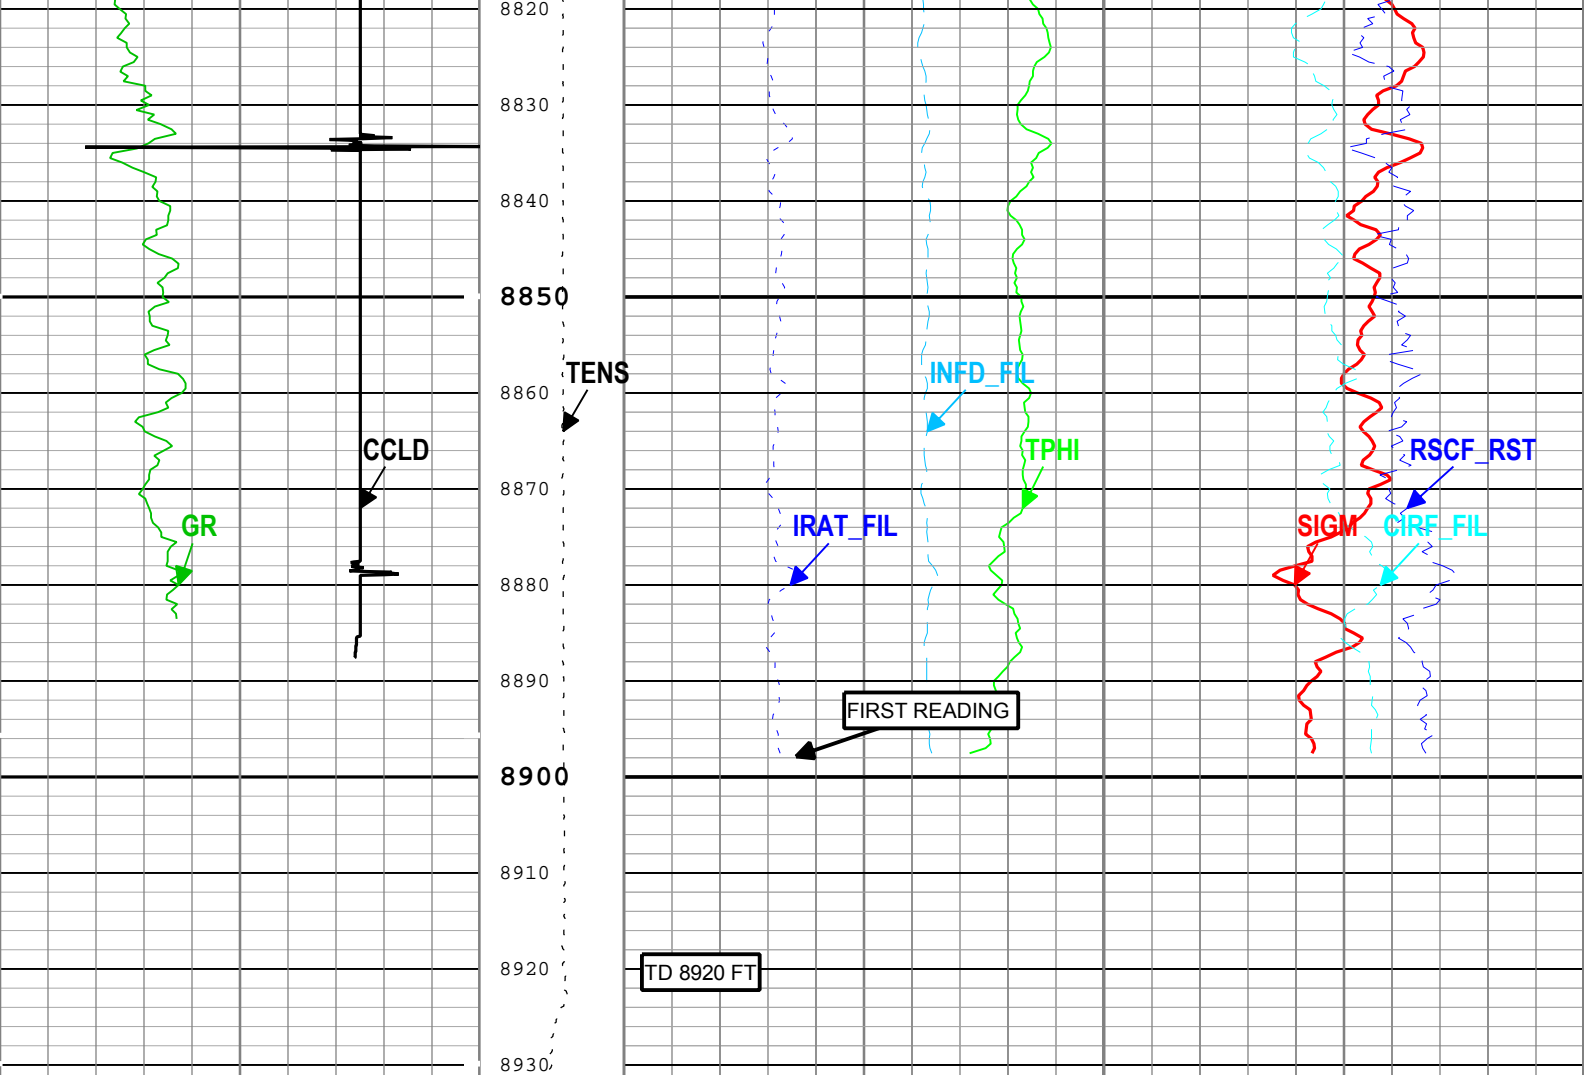 8820
8830
8840
8850
TENS
INFD_FIL
8860
CCLD
TPHI
RSCF_RST
8870
GR
IRAT_FIL
SIGM
CIRF_FIL
8880
8890
FIRST READING
8900
8910
8920
TD 8920 FT
8930